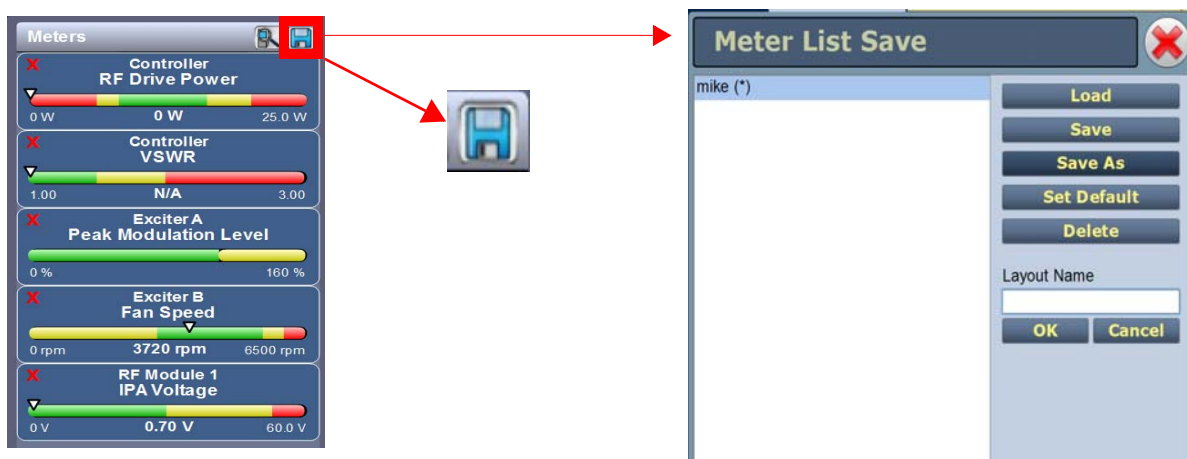 Meters
X Controller
RF Drive Power
0 W 0 W 25.0 W
X Controller
VSWR
1.00 N/A 3.00
X Exciter A
Peak Modulation Level
0 % 160 %
X Exciter B
Fan Speed
0 rpm 3720 rpm 6500 rpm
X RF Module 1
IPA Voltage
0 V 0.70 V 60.0 V
Meter List Save
mike (*)
Load
Save
Save As
Set Default
Delete
Layout Name
OK Cancel